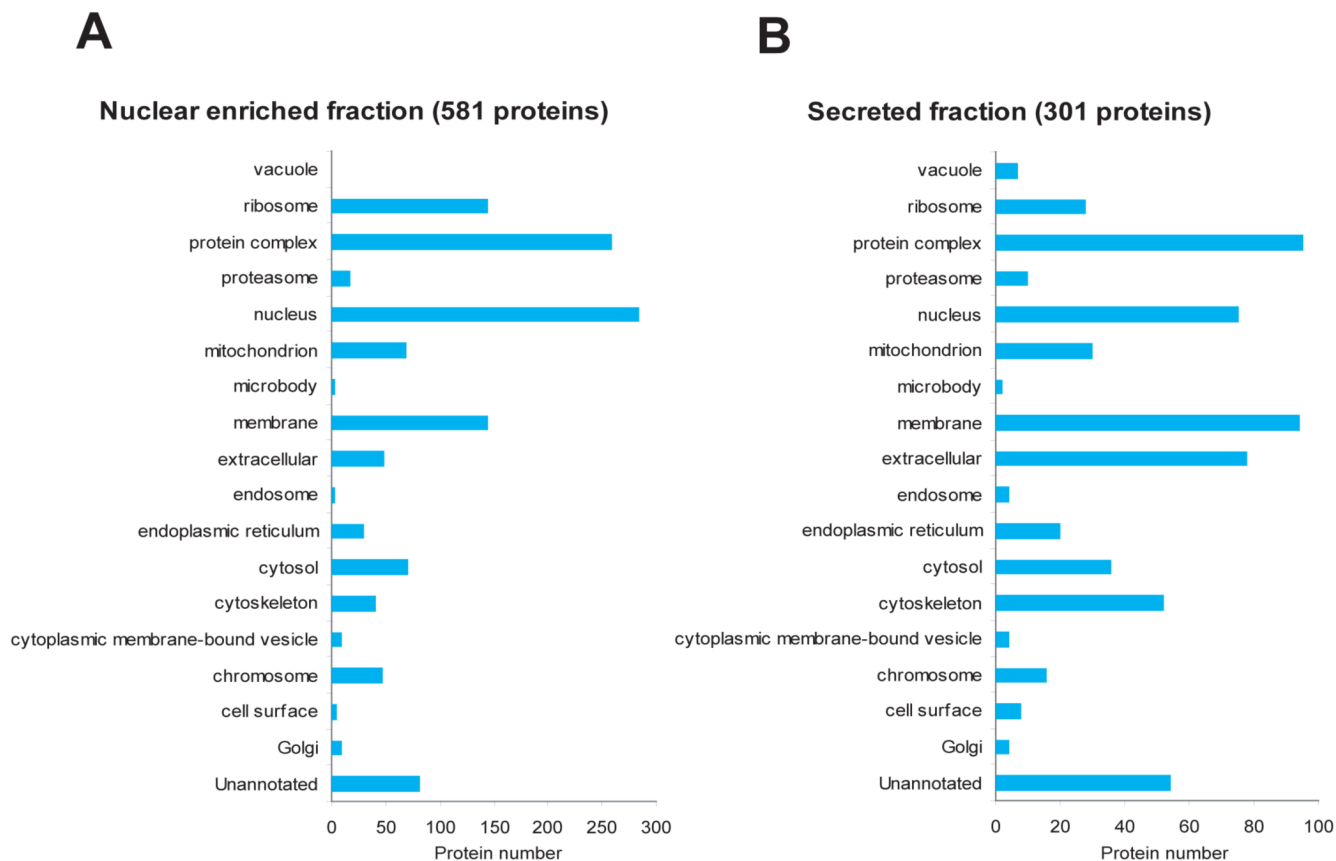 A
Nuclear enriched fraction (581 proteins)
vacuole
ribosome
protein complex
proteasome
nucleus
mitochondrion
microbody
membrane
extracellular
endosome
endoplasmic reticulum
cytosol
cytoskeleton
cytoplasmic membrane-bound vesicle
chromosome
cell surface
Golgi
Unannotated
0 50 100 150 200 250 300
Protein number
B
Secreted fraction (301 proteins)
vacuole
ribosome
protein complex
proteasome
nucleus
mitochondrion
microbody
membrane
extracellular
endosome
endoplasmic reticulum
cytosol
cytoskeleton
cytoplasmic membrane-bound vesicle
chromosome
cell surface
Golgi
Unannotated
0 20 40 60 80 100
Protein number